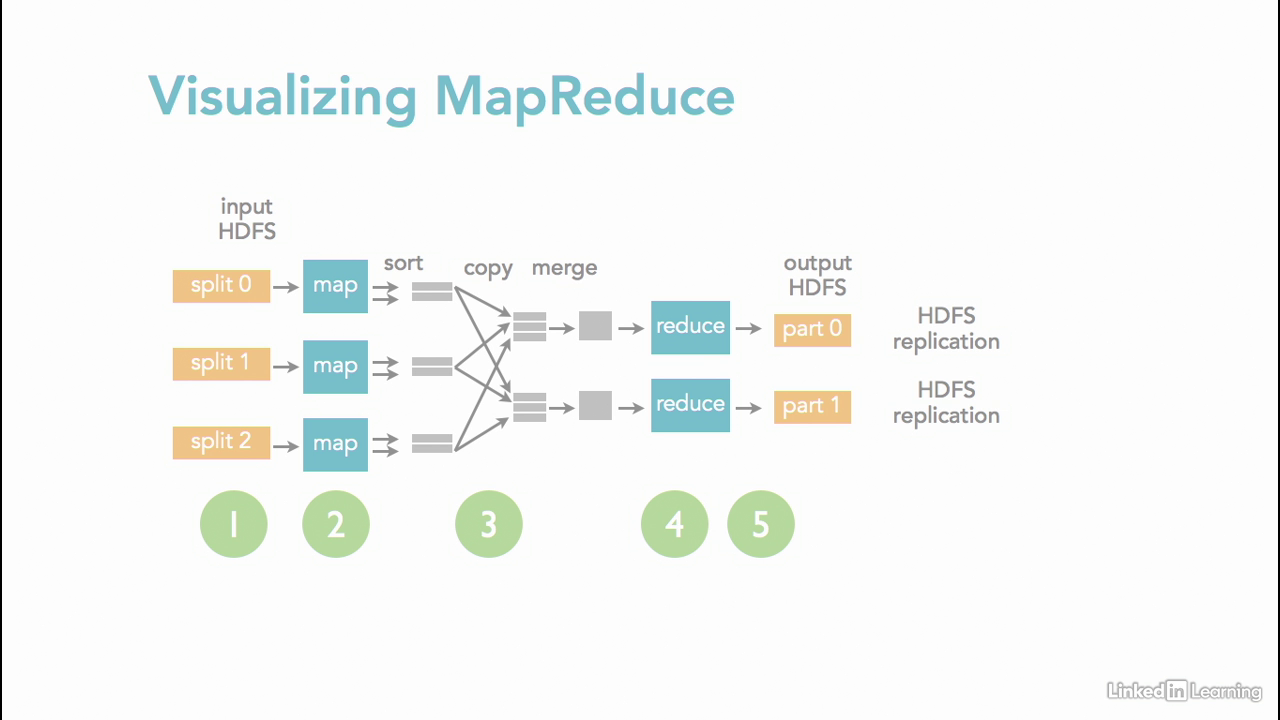 Visualizing MapReduce
input
HDFS
sort
copy
merge
output
HDFS
split 0
map
reduce
part 0
HDFS
replication
split 1
map
reduce
part 1
HDFS
replication
split 2
map
1
2
3
4
5
Linked in Learning